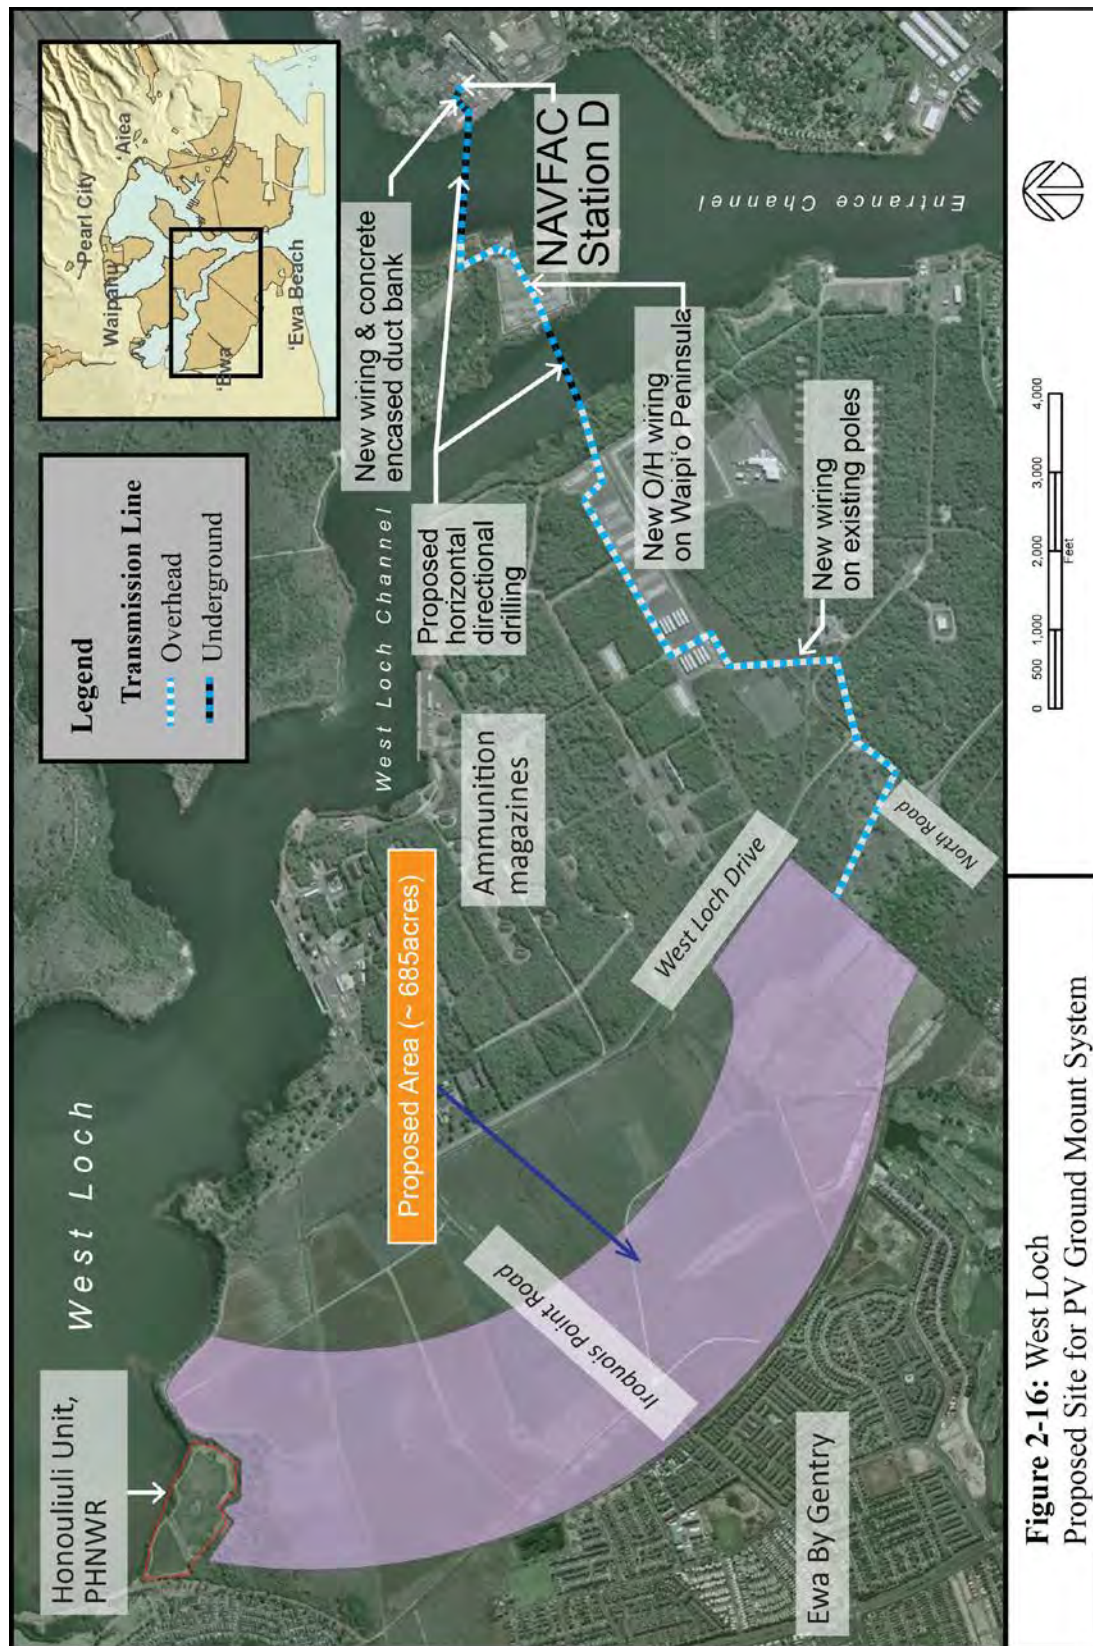 West Loch
Honouliuli Unit,
PHNWR
Proposed Area (~ 685acres)
Ammunition
magazines
West Loch Channel
Legend
Transmission Line
Overhead
Underground
Pearl City
'Aiea
Waipahu
'Ewa
'Ewa Beach
New wiring & concrete
encased duct bank
Proposed
horizontal
directional
drilling
NAVFAC
Station D
Entrance Channel
New O/H wiring
on Waipi'o Peninsula
New wiring
on existing poles
West Loch Drive
North Road
Iroquois Point Road
Ewa By Gentry
Figure 2-16: West Loch
Proposed Site for PV Ground Mount System
0 500 1,000 2,000 3,000 4,000
Feet